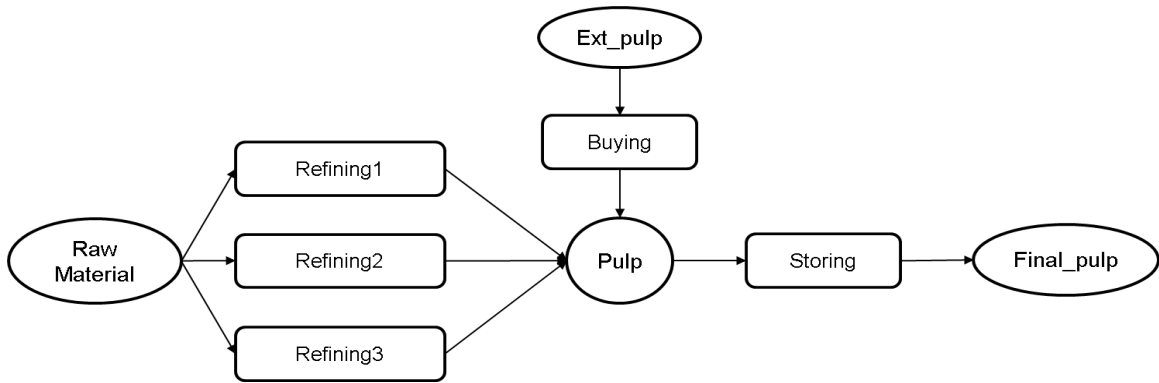 Ext_pulp
Buying
Refining1
Raw
Material
Refining2
Pulp
Storing
Final_pulp
Refining3